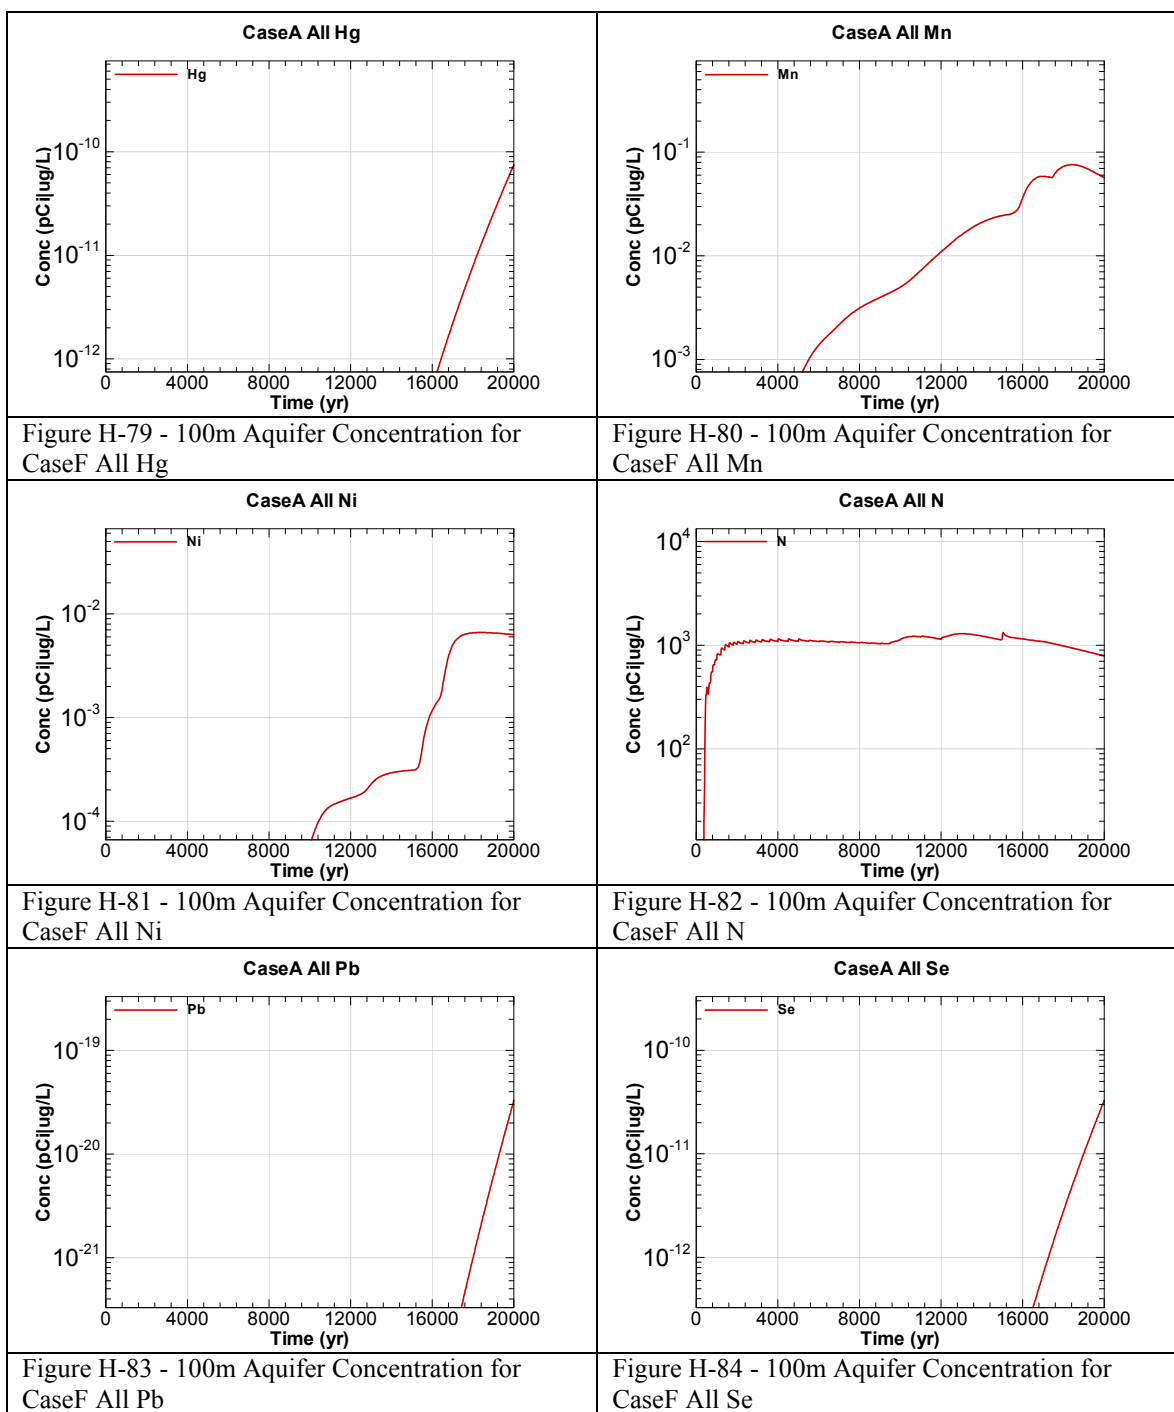 CaseA All Hg
Hg
10-10
10-11
10-12
Conc (pCi|ug/L)
0 4000 8000 12000 16000 20000
Time (yr)
Figure H-79 - 100m Aquifer Concentration for
CaseF All Hg
CaseA All Mn
Mn
10-1
10-2
10-3
Conc (pCi|ug/L)
0 4000 8000 12000 16000 20000
Time (yr)
Figure H-80 - 100m Aquifer Concentration for
CaseF All Mn
CaseA All Ni
Ni
10-2
10-3
10-4
Conc (pCi|ug/L)
0 4000 8000 12000 16000 20000
Time (yr)
Figure H-81 - 100m Aquifer Concentration for
CaseF All Ni
CaseA All N
N
104
103
102
Conc (pCi|ug/L)
0 4000 8000 12000 16000 20000
Time (yr)
Figure H-82 - 100m Aquifer Concentration for
CaseF All N
CaseA All Pb
Pb
10-19
10-20
10-21
Conc (pCi|ug/L)
0 4000 8000 12000 16000 20000
Time (yr)
Figure H-83 - 100m Aquifer Concentration for
CaseF All Pb
CaseA All Se
Se
10-10
10-11
10-12
Conc (pCi|ug/L)
0 4000 8000 12000 16000 20000
Time (yr)
Figure H-84 - 100m Aquifer Concentration for
CaseF All Se